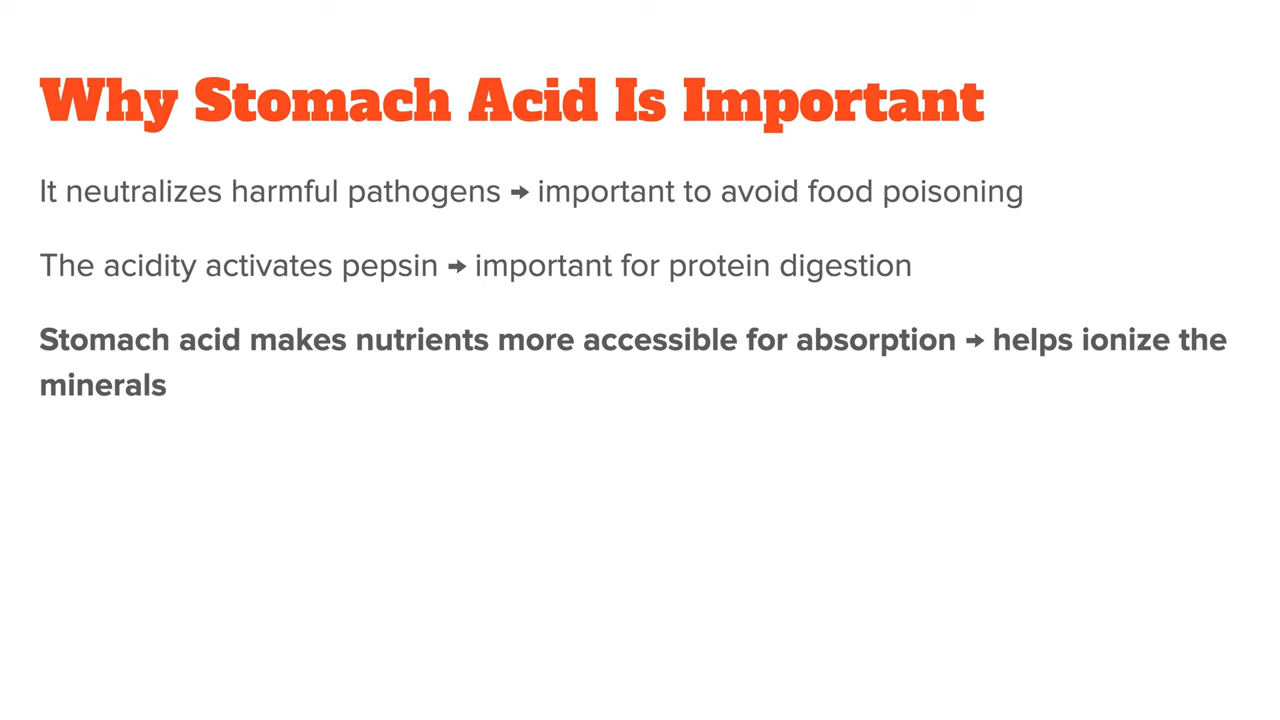 Why Stomach Acid Is Important
It neutralizes harmful pathogens → important to avoid food poisoning
The acidity activates pepsin → important for protein digestion
Stomach acid makes nutrients more accessible for absorption → helps ionize the
minerals